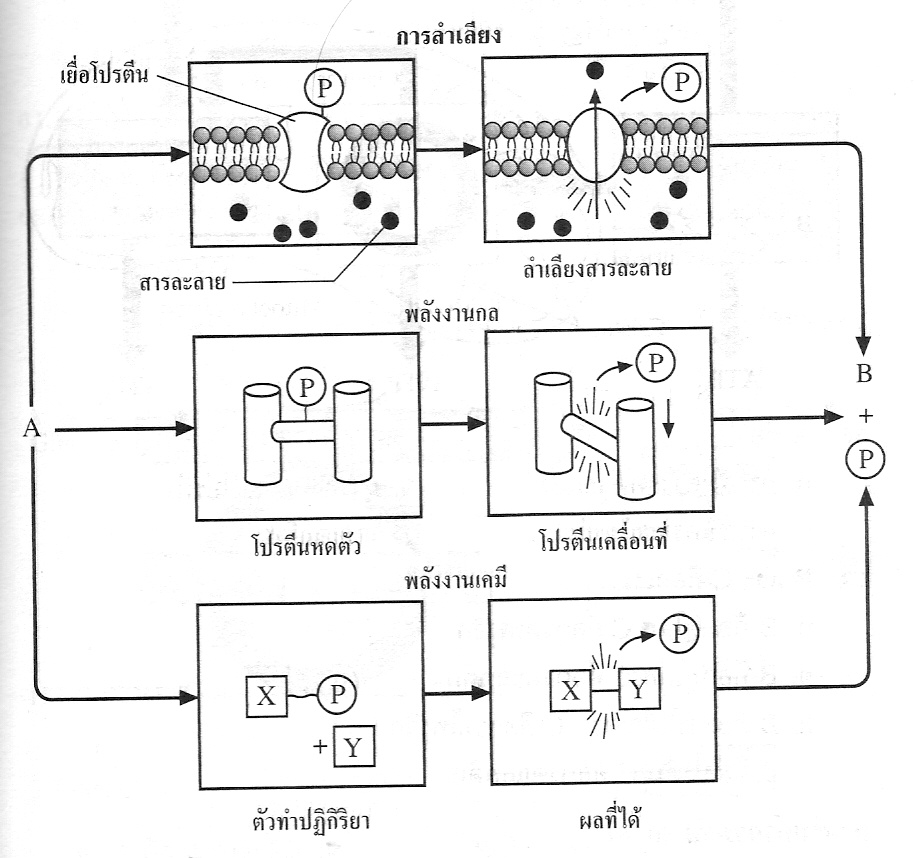 การลำเลียง
เยื่อโปรตีน
P
P
สารละลาย
ลำเลียงสารละลาย
พลังงานกล
A
P
P
B
+
P
โปรตีนหดตัว
โปรตีนเคลื่อนที่
พลังงานเคมี
X
P
+ Y
X
Y
P
ตัวทำปฏิกิริยา
ผลที่ได้